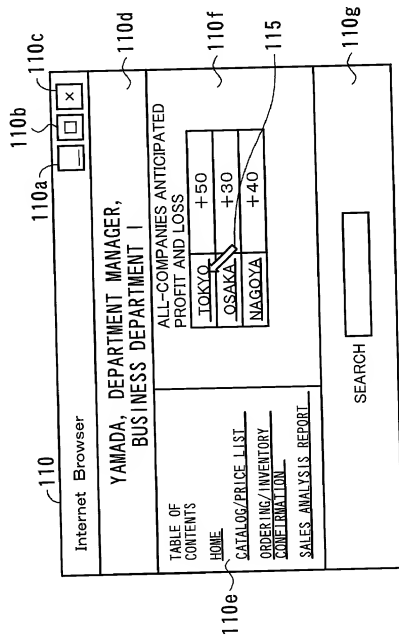 110
110a
110b
110c
Internet Browser
_ □ ×
110d
YAMADA, DEPARTMENT MANAGER,
BUSINESS DEPARTMENT I
110e
TABLE OF
CONTENTS
HOME
CATALOG/PRICE LIST
ORDERING/INVENTORY
CONFIRMATION
SALES ANALYSIS REPORT
110f
ALL-COMPANIES ANTICIPATED
PROFIT AND LOSS
TOKYO +50
OSAKA +30
NAGOYA +40
115
110g
SEARCH